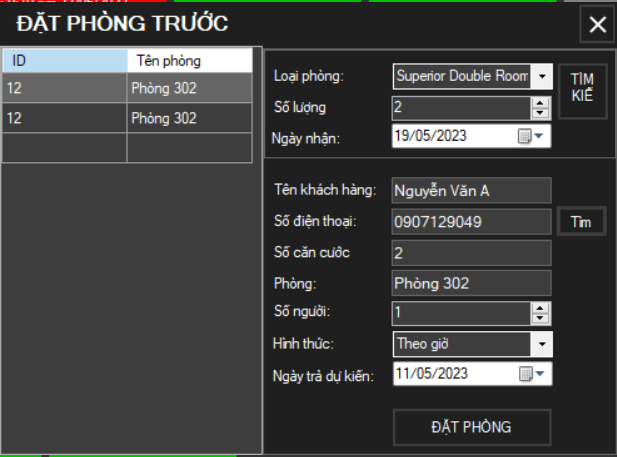 ĐẶT PHÒNG TRƯỚC
ID Tên phòng
12 Phòng 302
12 Phòng 302
Loại phòng: Superior Double Room
TÌM
KIẾ
Số lượng 2
Ngày nhận: 19/05/2023
Tên khách hàng: Nguyễn Văn A
Số điện thoại: 0907129049 Tìm
Số căn cước 2
Phòng: Phòng 302
Số người: 1
Hình thức: Theo giờ
Ngày trả dự kiến: 11/05/2023
ĐẶT PHÒNG